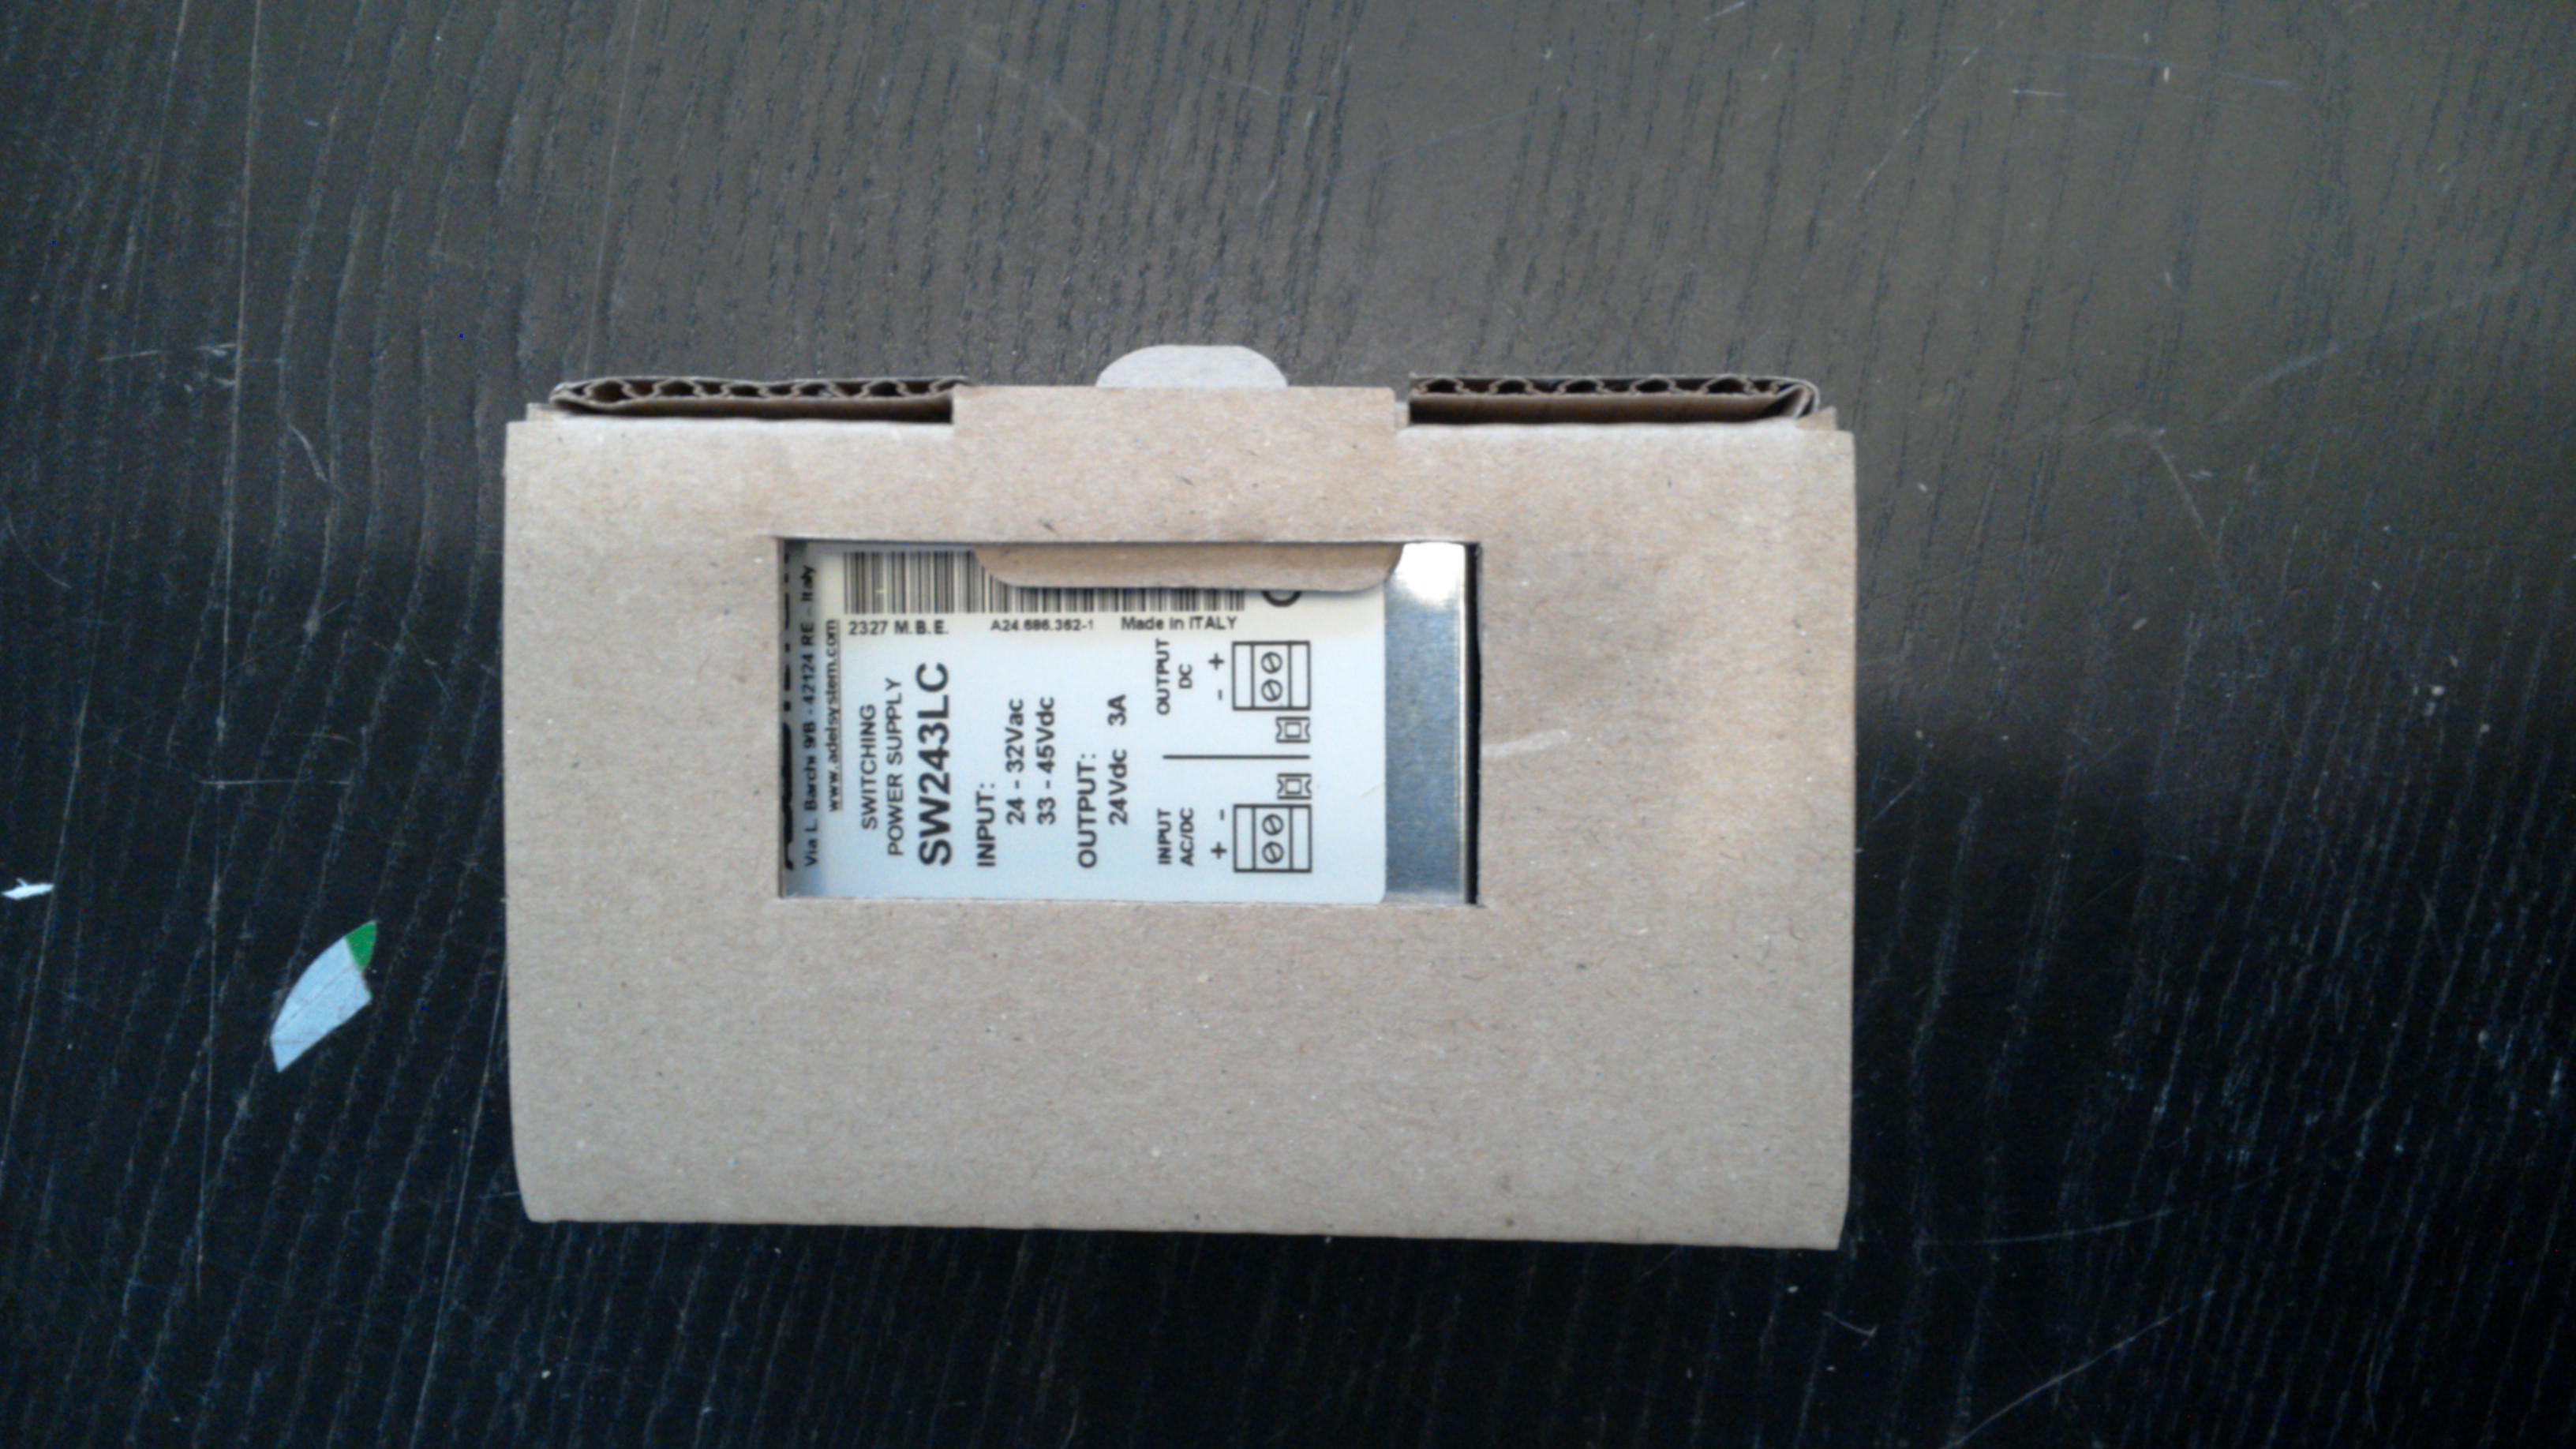 Via L. Barchi 9/B - 42124 RE - Italy
www.adelsystem.com
SWITCHING
POWER SUPPLY
SW243LC
INPUT:
24 - 32Vac
33 - 45Vdc
OUTPUT:
24Vdc 3A
INPUT
AC/DC
+ -
OUTPUT
DC
- +
2327 M.B.E. A24.686.362-1 Made in ITALY